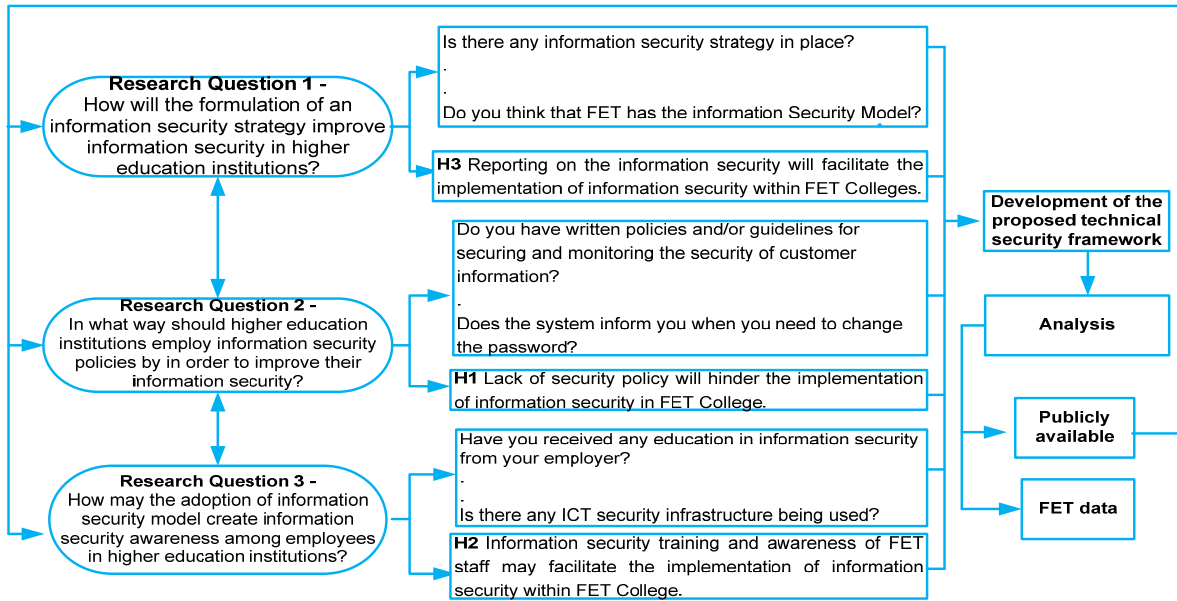 Research Question 1 -
How will the formulation of an
information security strategy improve
information security in higher
education institutions?
Is there any information security strategy in place?
.
.
Do you think that FET has the information Security Model?
H3 Reporting on the information security will facilitate the
implementation of information security within FET Colleges.
Research Question 2 -
In what way should higher education
institutions employ information security
policies by in order to improve their
information security?
Do you have written policies and/or guidelines for
securing and monitoring the security of customer
information?
.
Does the system inform you when you need to change
the password?
H1 Lack of security policy will hinder the implementation
of information security in FET College.
Research Question 3 -
How may the adoption of information
security model create information
security awareness among employees
in higher education institutions?
Have you received any education in information security
from your employer?
.
.
Is there any ICT security infrastructure being used?
H2 Information security training and awareness of FET
staff may facilitate the implementation of information
security within FET College.
Development of the
proposed technical
security framework
Analysis
Publicly
available
FET data